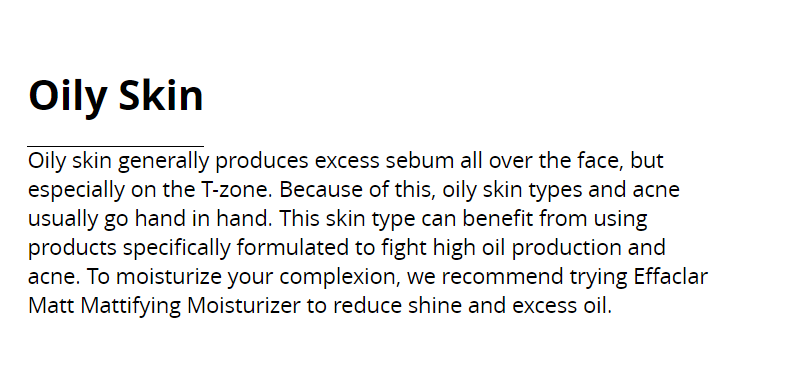 Oily Skin
Oily skin generally produces excess sebum all over the face, but
especially on the T-zone. Because of this, oily skin types and acne
usually go hand in hand. This skin type can benefit from using
products specifically formulated to fight high oil production and
acne. To moisturize your complexion, we recommend trying Effaclar
Matt Mattifying Moisturizer to reduce shine and excess oil.